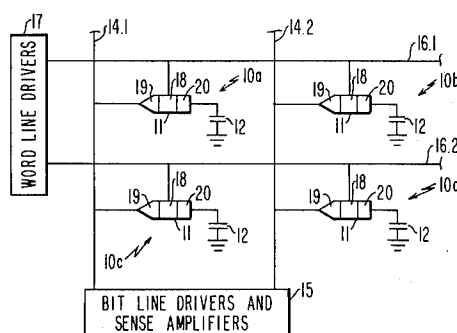 17
14.1
14.2
WORD LINE DRIVERS
16.1
19 18 20 10a
11
12
19 18 20 10b
11
12
16.2
19 18 20
11
12
10c
19 18 20 10d
11
12
15
BIT LINE DRIVERS AND
SENSE AMPLIFIERS